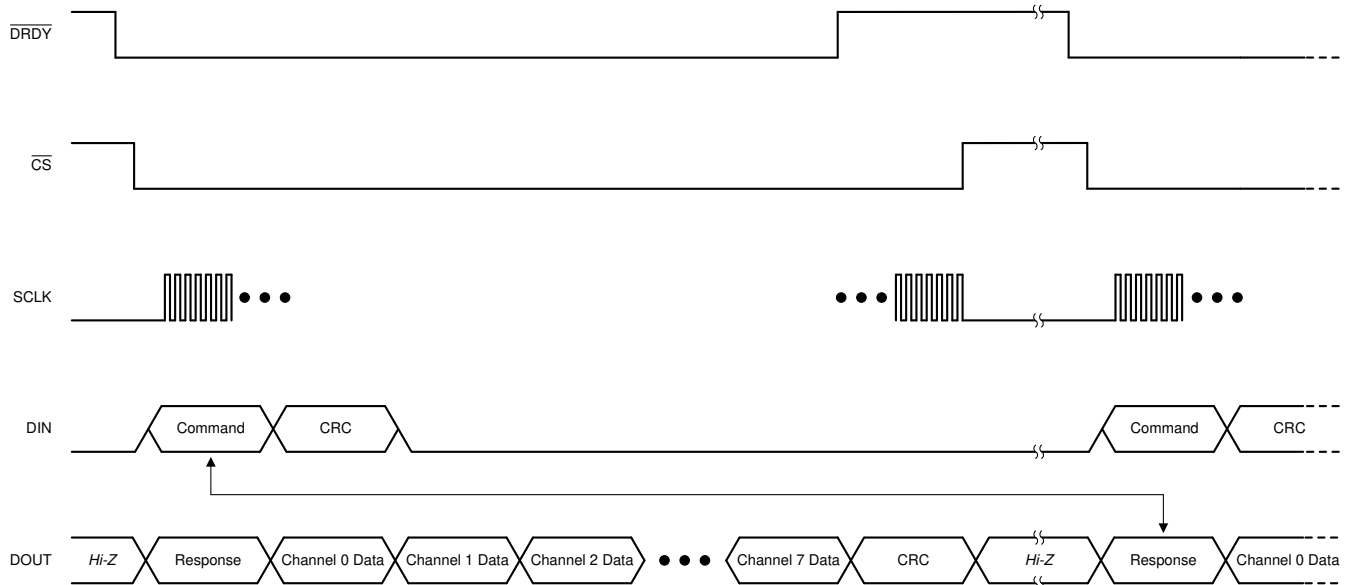 DRDY
CS
SCLK
DIN Command CRC Command CRC
DOUT Hi-Z Response Channel 0 Data Channel 1 Data Channel 2 Data Channel 7 Data CRC Hi-Z Response Channel 0 Data